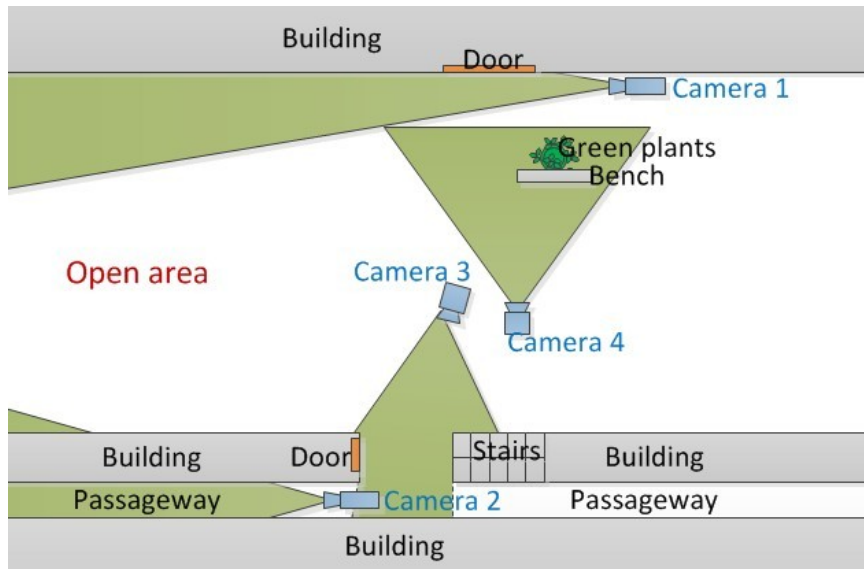 Building
Door
Camera 1
Green plants
Bench
Open area
Camera 3
Camera 4
Building
Door
Stairs
Building
Passageway
Camera 2
Passageway
Building